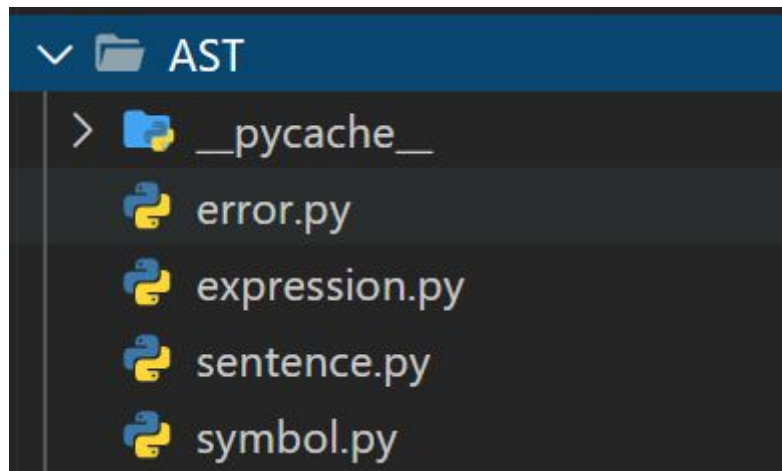 AST
__pycache__
error.py
expression.py
sentence.py
symbol.py